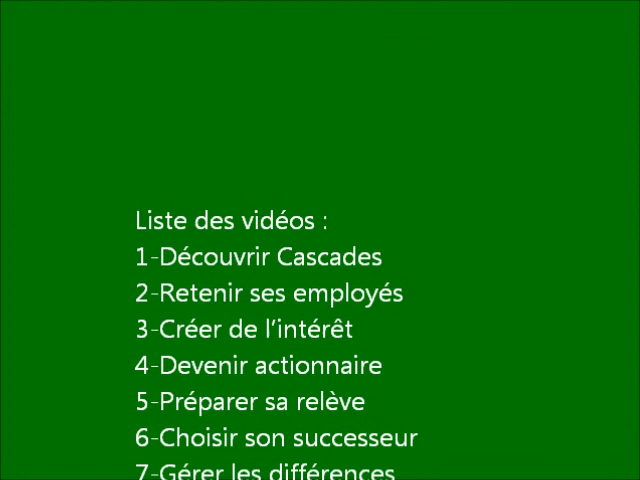 Liste des vidéos :
1-Découvrir Cascades
2-Retenir ses employés
3-Créer de l’intérêt
4-Devenir actionnaire
5-Préparer sa relève
6-Choisir son successeur
7-Gérer les différences